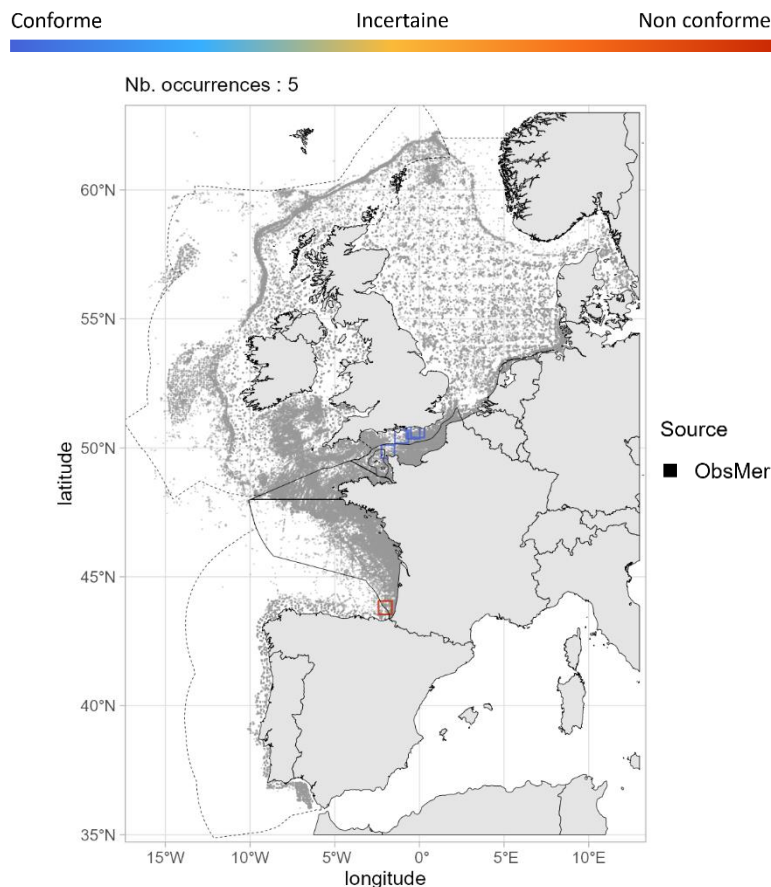 Conforme Incertaine Non conforme
Nb. occurrences : 5
60°N
55°N
50°N
45°N
40°N
35°N
latitude
15°W 10°W 5°W 0° 5°E 10°E
longitude
Source
ObsMer